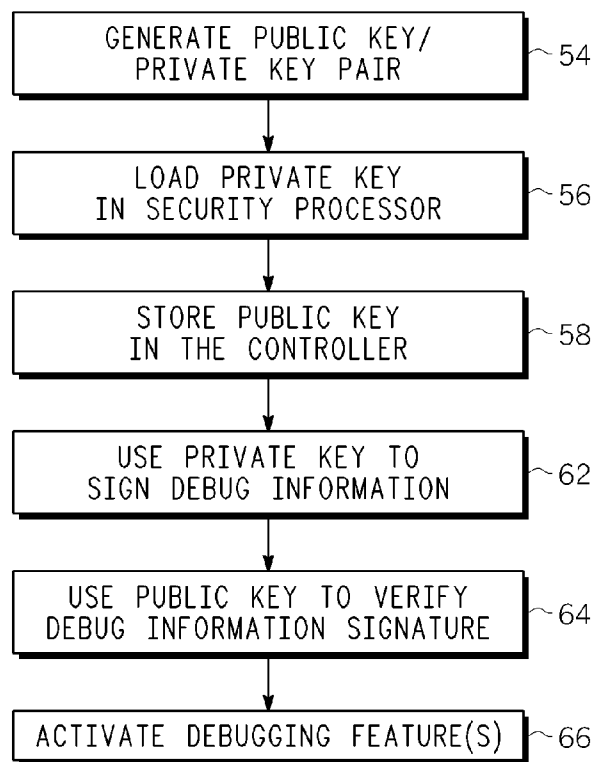 GENERATE PUBLIC KEY/
PRIVATE KEY PAIR
54
LOAD PRIVATE KEY
IN SECURITY PROCESSOR
56
STORE PUBLIC KEY
IN THE CONTROLLER
58
USE PRIVATE KEY TO
SIGN DEBUG INFORMATION
62
USE PUBLIC KEY TO VERIFY
DEBUG INFORMATION SIGNATURE
64
ACTIVATE DEBUGGING FEATURE(S)
66